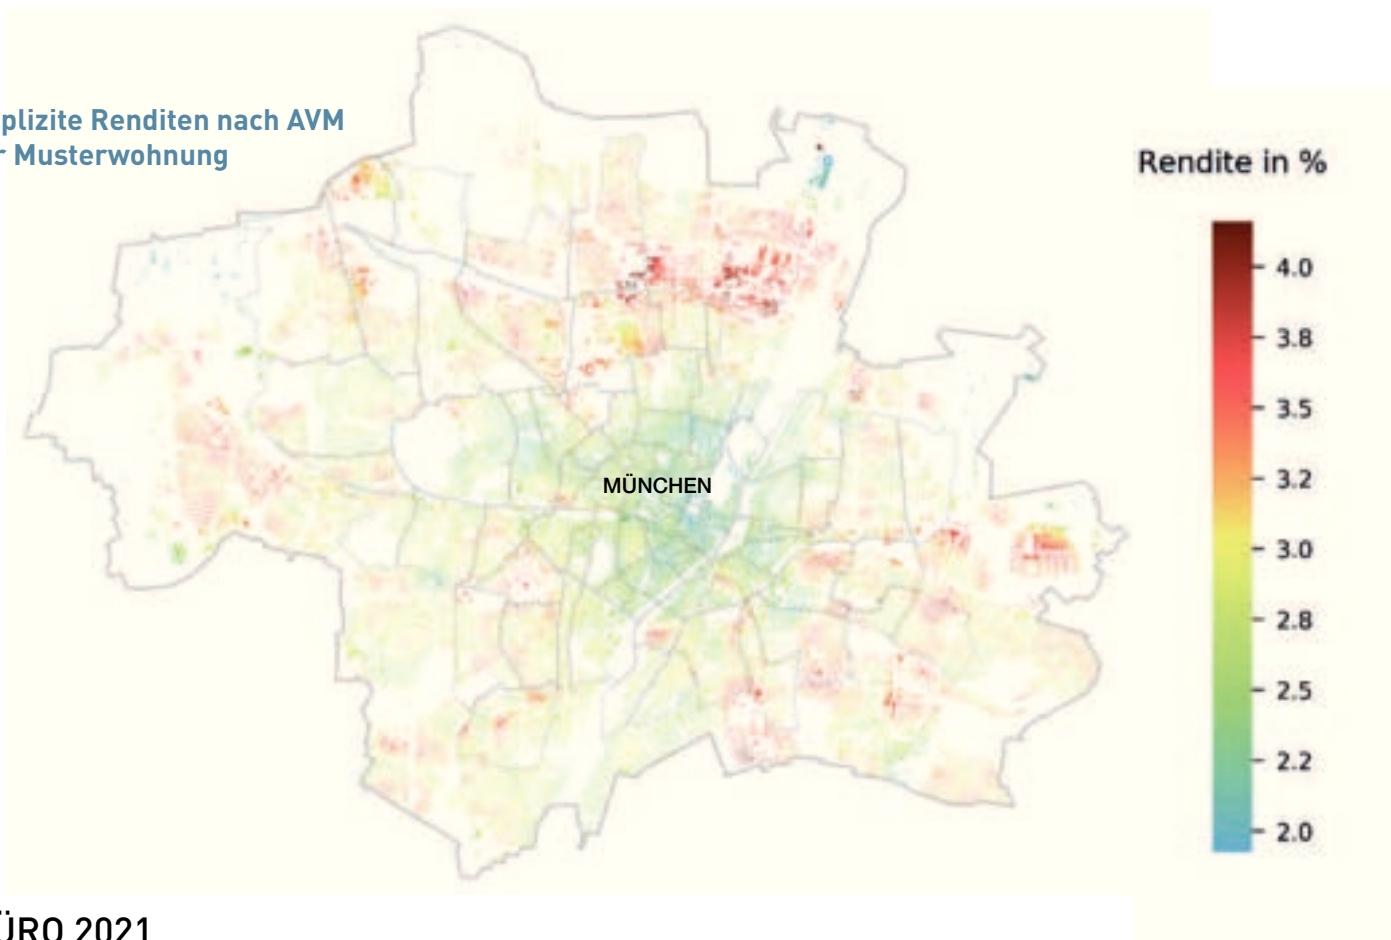 plizite Renditen nach AVM
r Musterwohnung
Rendite in %
4.0
3.8
3.5
3.2
3.0
2.8
2.5
2.2
2.0
MÜNCHEN
ÜRO 2021